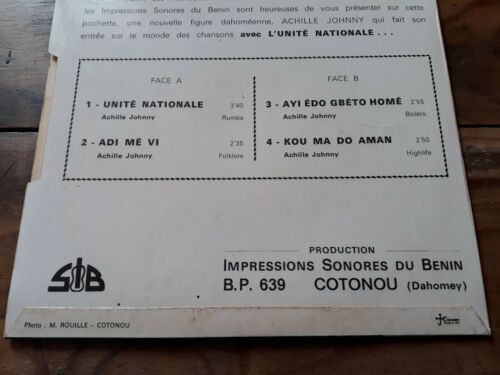 les Impressions Sonores du Benin sont heureuses de vous présenter sur cette
pochette, une nouvelle figure dahoméenne. ACHILLE JOHNNY qui fait son
entrée sur le monde des chansons avec L'UNITÉ NATIONALE . . .
FACE A
1 - UNITÉ NATIONALE 3'40
Achille Johnny Rumba
2 - ADI MÈ VI 2'35
Achille Johnny Folklore
FACE B
3 - AYI ÉDO GBÈTO HOMÊ 2'55
Achille Johnny Boléro
4 - KOU MA DO AMAN 2'50
Achille Johnny Highlife
SIB
PRODUCTION
IMPRESSIONS SONORES DU BENIN
B.P. 639 COTONOU (Dahomey)
Photo : M. ROUILLE - COTONOU